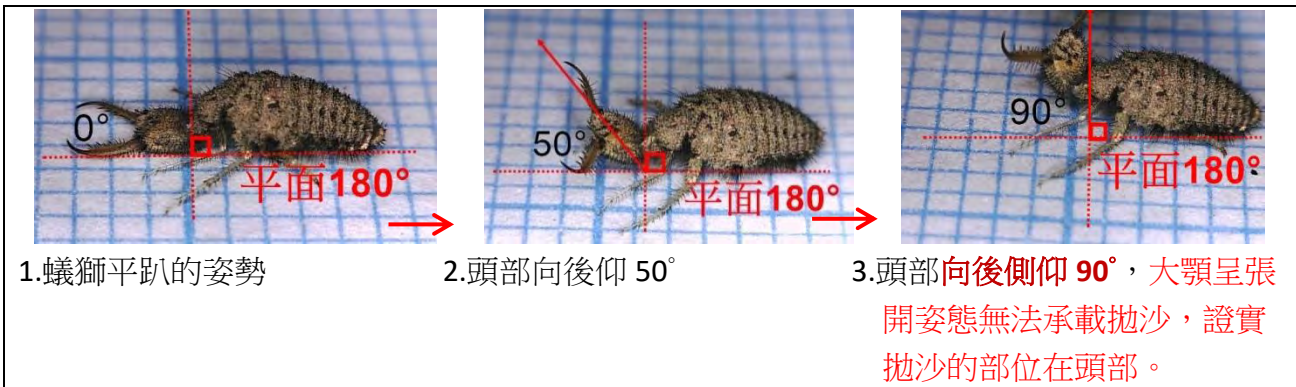 0°
平面180°
50°
平面180°
90°
平面180°
1.蟻獅平趴的姿勢
2.頭部向後仰 50°
3.頭部向後側仰 90°，大顎呈張
開姿態無法承載拋沙，證實
拋沙的部位在頭部。